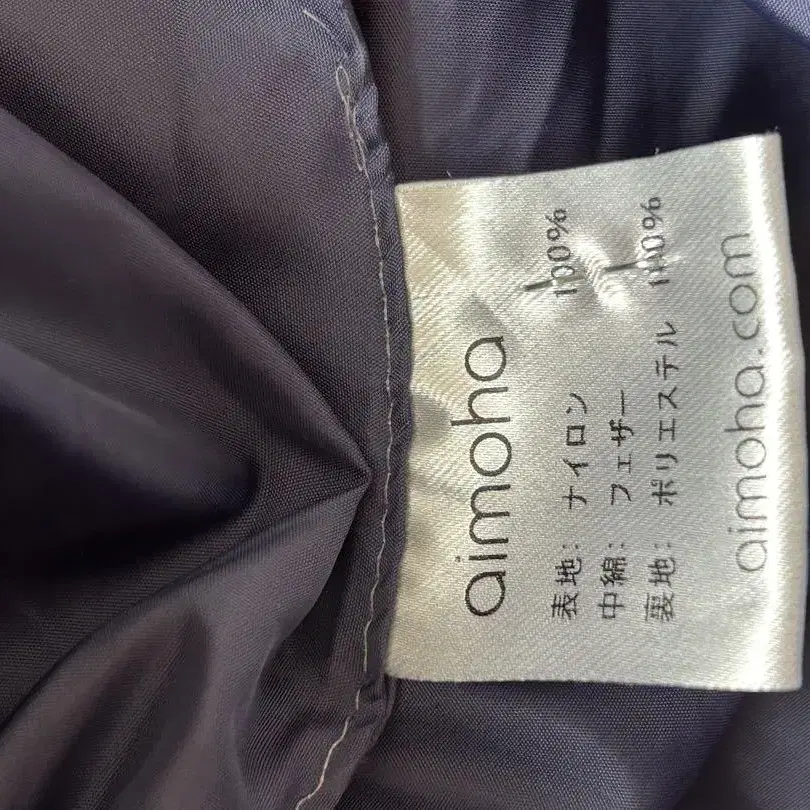 aimoha
表地: ナイロン 100%
中綿: フェザー
裏地: ポリエステル 100%
aimoha.com